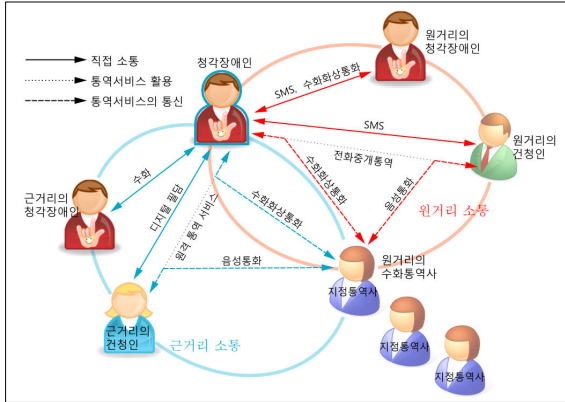 직접 소통
통역서비스 활용
통역서비스의 통신
청각장애인
원거리의
청각장애인
SMS, 수화화상통화
SMS
원거리의
건청인
전화중개통역
수화화상통화
음성통화
원거리 소통
수화
근거리의
청각장애인
디지털 필담
원격 통역 서비스
수화화상통화
음성통화
원거리의
수화통역사
지정통역사
근거리의
건청인
근거리 소통
지정통역사
지정통역사